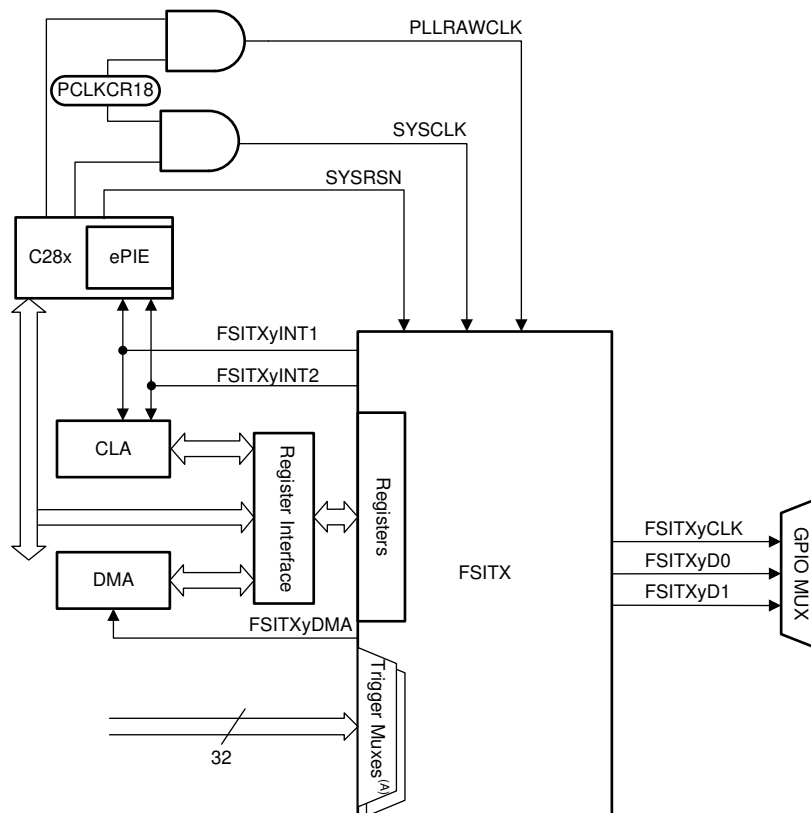 PLLRAWCLK
PCLKCR18
SYSCLK
SYSRSN
C28x
ePIE
FSITXyINT1
FSITXyINT2
CLA
Register Interface
Registers
FSITX
FSITXyCLK
FSITXyD0
FSITXyD1
GPIO MUX
DMA
FSITXyDMA
Trigger Muxes(A)
32